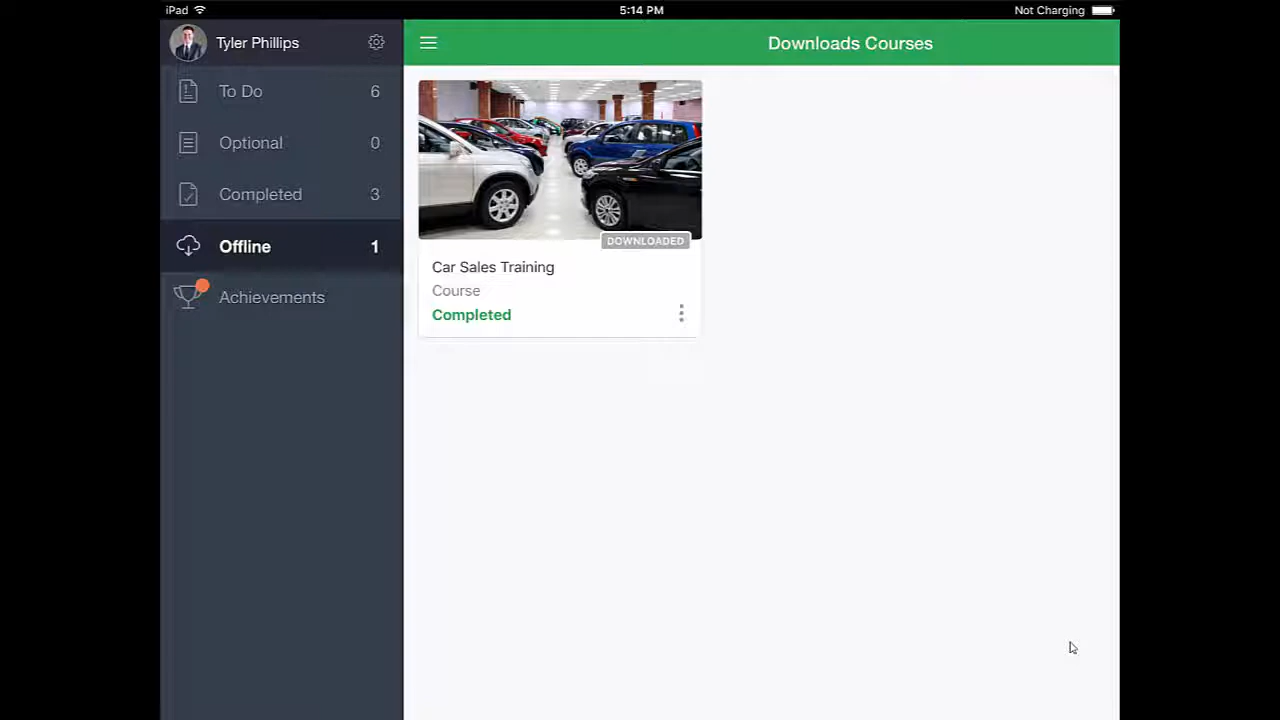 iPad 5:14 PM Not Charging
Tyler Phillips
Downloads Courses
To Do 6
Optional 0
Completed 3
Offline 1
Achievements
DOWNLOADED
Car Sales Training
Course
Completed